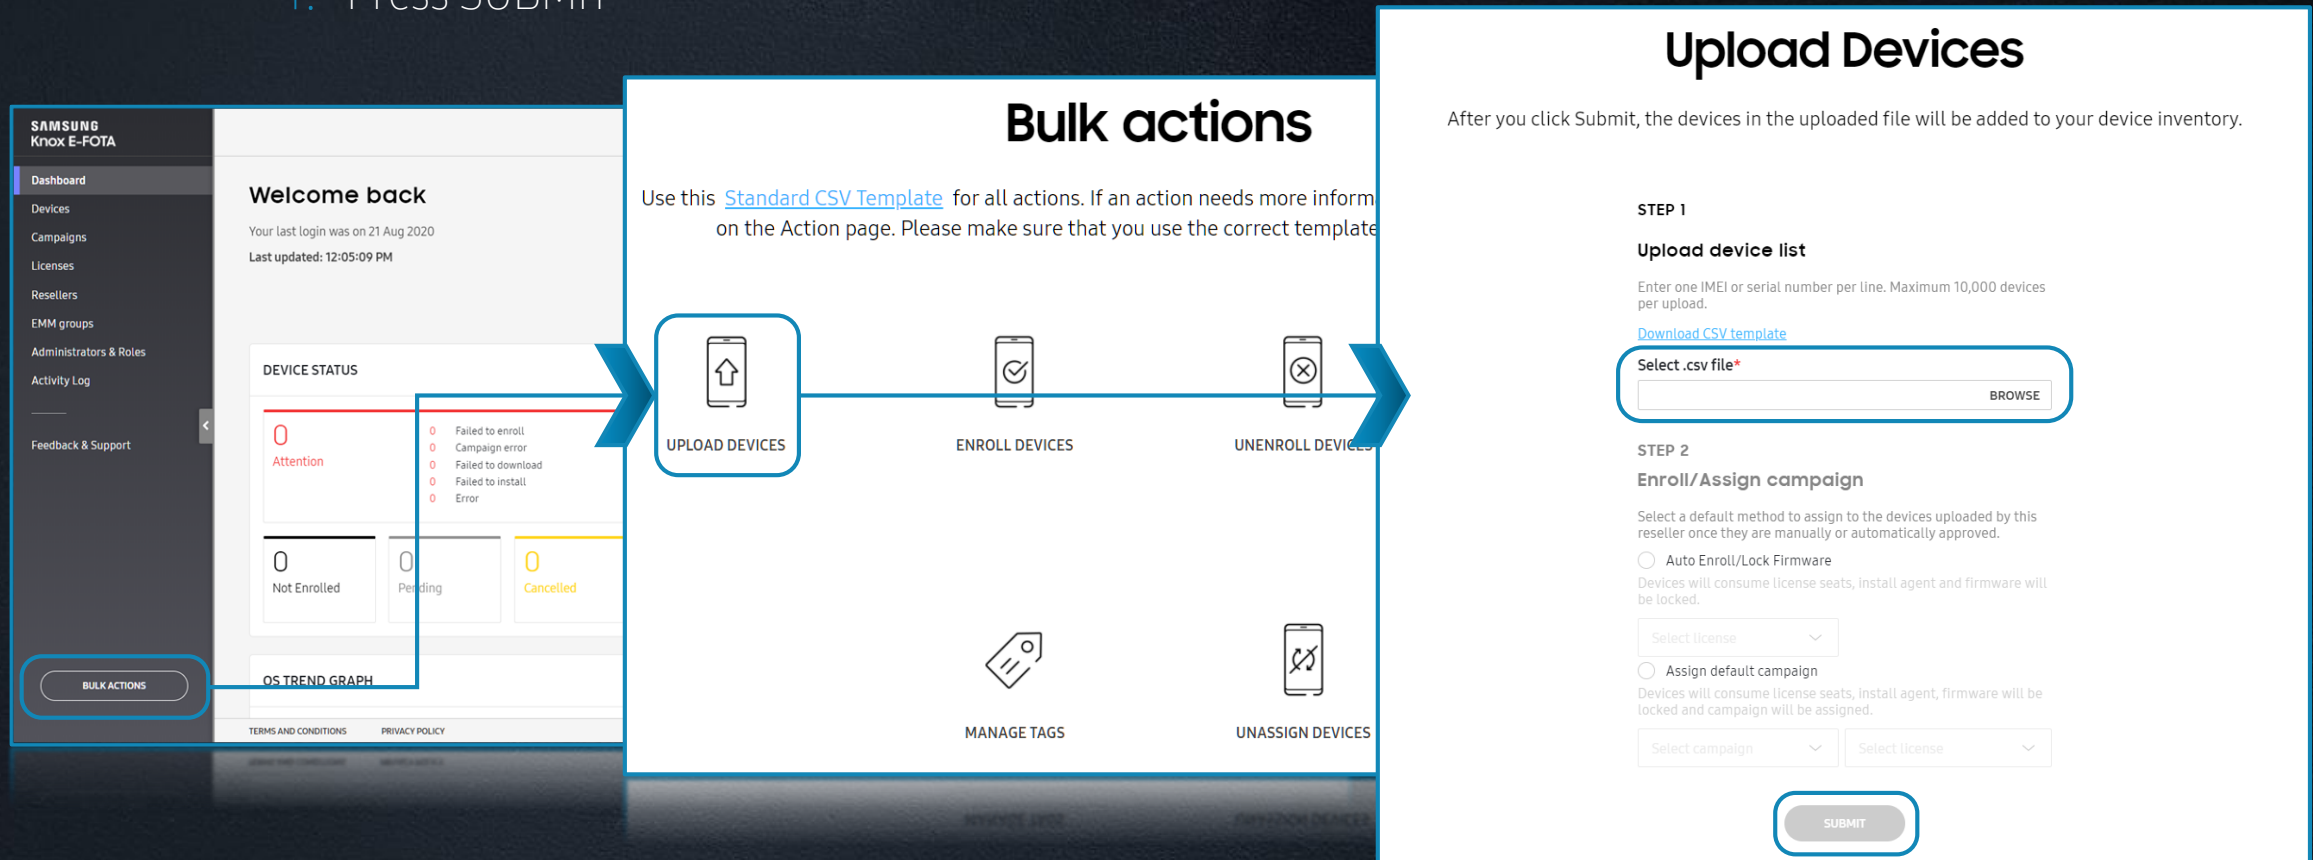 Press SUBMIT
SAMSUNG
Knox E-FOTA
Dashboard
Devices
Campaigns
Licenses
Resellers
EMM groups
Administrators & Roles
Activity Log
Feedback & Support
BULK ACTIONS
Welcome back
Your last login was on 21 Aug 2020
Last updated: 12:05:09 PM
DEVICE STATUS
0
Attention
0 Failed to enroll
0 Campaign error
0 Failed to download
0 Failed to install
0 Error
0
Not Enrolled
0
Pending
0
Cancelled
OS TREND GRAPH
TERMS AND CONDITIONS PRIVACY POLICY
Bulk actions
Use this Standard CSV Template for all actions. If an action needs more inform
on the Action page. Please make sure that you use the correct template
UPLOAD DEVICES
ENROLL DEVICES
UNENROLL DEVICES
MANAGE TAGS
UNASSIGN DEVICES
Upload Devices
After you click Submit, the devices in the uploaded file will be added to your device inventory.
STEP 1
Upload device list
Enter one IMEI or serial number per line. Maximum 10,000 devices
per upload.
Download CSV template
Select .csv file*
BROWSE
STEP 2
Enroll/Assign campaign
Select a default method to assign to the devices uploaded by this
reseller once they are manually or automatically approved.
Auto Enroll/Lock Firmware
Devices will consume license seats, install agent and firmware will
be locked.
Select license
Assign default campaign
Devices will consume license seats, install agent, firmware will be
locked and campaign will be assigned.
Select campaign Select license
SUBMIT